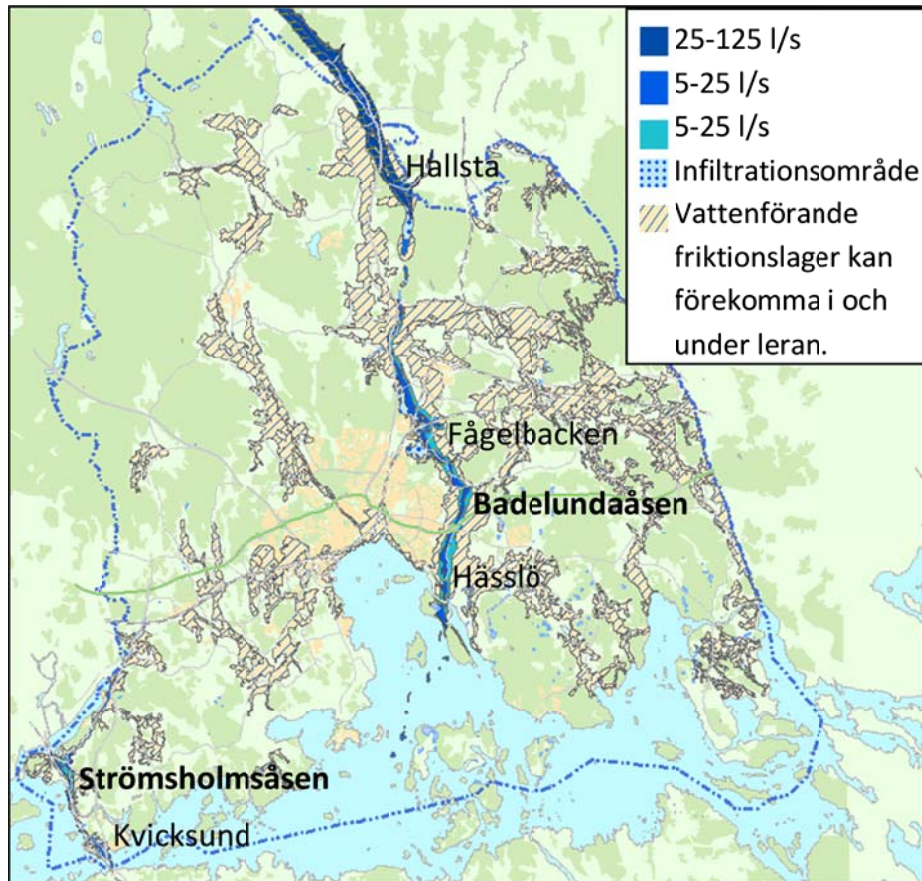 25-125 l/s
5-25 l/s
5-25 l/s
Infiltrationsområde
Vattenförande
friktionslager kan
förekomma i och
under leran.
Hallsta
Fågelbacken
Badelundaåsen
Hässlö
Strömsholmsåsen
Kvicksund